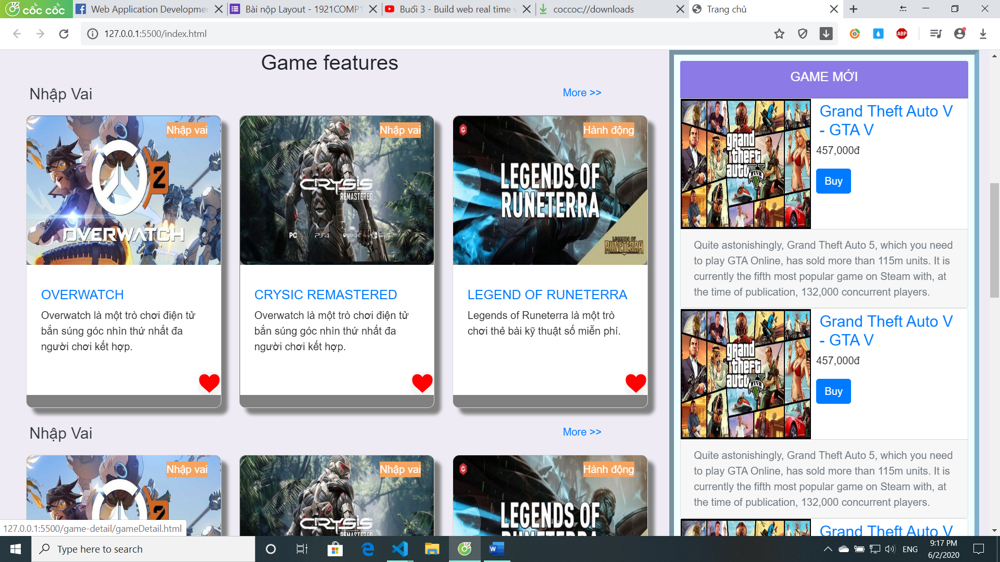 cốc cốc
Web Application Developmen
Bài nộp Layout - 1921COMP1
Buổi 3 - Build web real time v
coccoc://downloads
Trang chủ
127.0.0.1:5500/index.html
ABP
Game features
Nhập Vai
More >>
Nhập vai
2
OVERWATCH
OVERWATCH
Overwatch là một trò chơi điện tử
bắn súng góc nhìn thứ nhất đa
người chơi kết hợp.
Nhập vai
CRYSIS
REMASTERED
PC PS4 XBOX ONE SWITCH
CRYSIC REMASTERED
Overwatch là một trò chơi điện tử
bắn súng góc nhìn thứ nhất đa
người chơi kết hợp.
Hành động
G
LEGENDS OF
RUNETERRA
LEGENDS OF
RUNETERRA
LEGEND OF RUNETERRA
Legends of Runeterra là một trò
chơi thẻ bài kỹ thuật số miễn phí.
Nhập Vai
More >>
Nhập vai
2
Nhập vai
CRYSIS
REMASTERED
Hành động
G
LEGENDS OF
RUNETERRA
GAME MỚI
grand
theft
auto V
FIVE
Grand Theft Auto V
- GTA V
457,000đ
Buy
Quite astonishingly, Grand Theft Auto 5, which you need
to play GTA Online, has sold more than 115m units. It is
currently the fifth most popular game on Steam with, at
the time of publication, 132,000 concurrent players.
grand
theft
auto V
FIVE
Grand Theft Auto V
- GTA V
457,000đ
Buy
Quite astonishingly, Grand Theft Auto 5, which you need
to play GTA Online, has sold more than 115m units. It is
currently the fifth most popular game on Steam with, at
the time of publication, 132,000 concurrent players.
Grand Theft Auto V
127.0.0.1:5500/game-detail/gameDetail.html
Type here to search
W
ENG
9:17 PM
6/2/2020